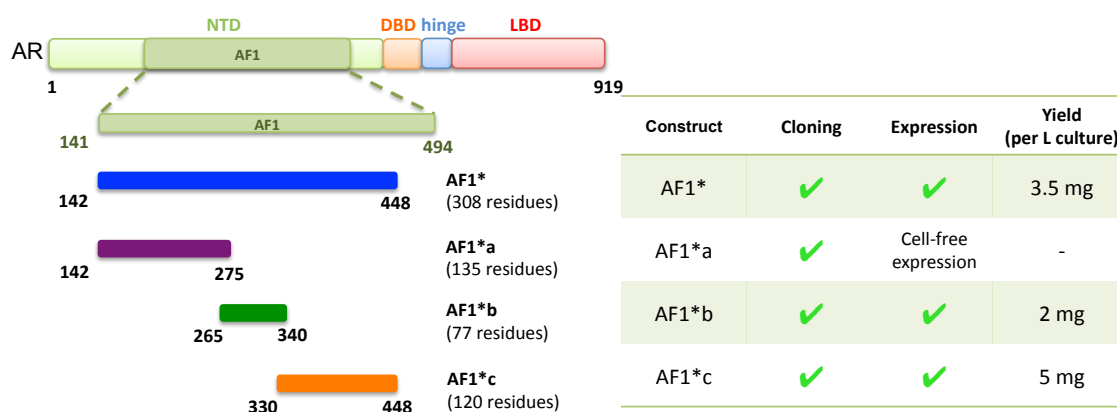 NTD
DBD hinge
LBD
AR
AF1
1
919
AF1
141
494
AF1*
(308 residues)
142
448
AF1*a
(135 residues)
142
275
AF1*b
(77 residues)
265
340
AF1*c
(120 residues)
330
448
Construct Cloning Expression Yield
(per L culture)
AF1* ✔ ✔ 3.5 mg
AF1*a ✔ Cell-free
expression -
AF1*b ✔ ✔ 2 mg
AF1*c ✔ ✔ 5 mg